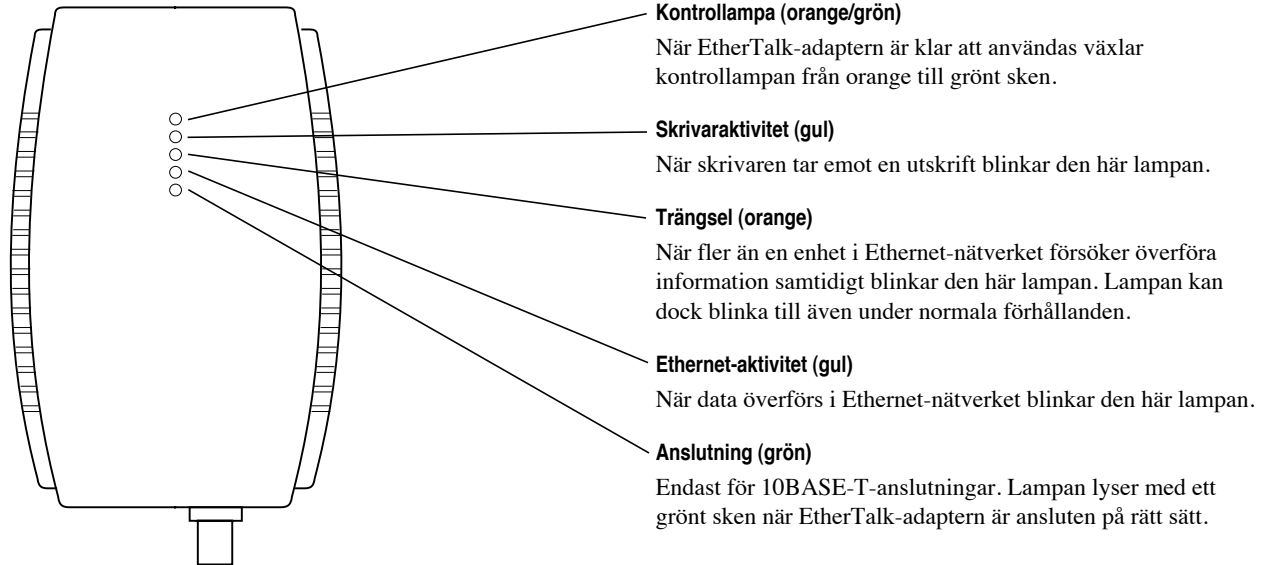 Kontrollampa (orange/grön)
När EtherTalk-adaptern är klar att användas växlar
kontrollampan från orange till grönt sken.
Skrivaraktivitet (gul)
När skrivaren tar emot en utskrift blinkar den här lampan.
Trängsel (orange)
När fler än en enhet i Ethernet-nätverket försöker överföra
information samtidigt blinkar den här lampan. Lampan kan
dock blinka till även under normala förhållanden.
Ethernet-aktivitet (gul)
När data överförs i Ethernet-nätverket blinkar den här lampan.
Anslutning (grön)
Endast för 10BASE-T-anslutningar. Lampan lyser med ett
grönt sken när EtherTalk-adaptern är ansluten på rätt sätt.